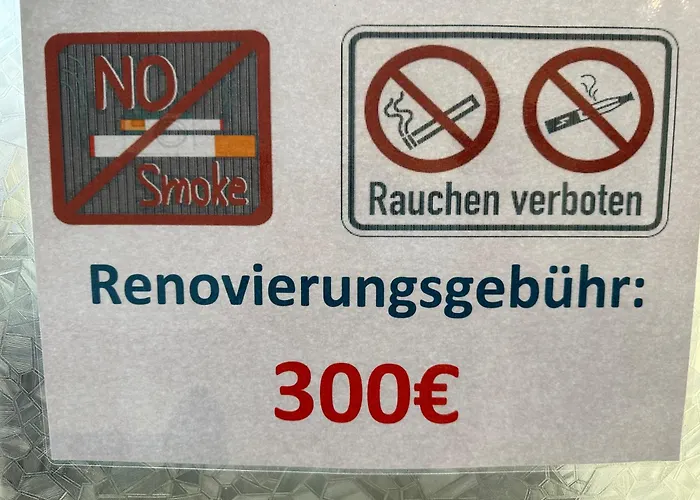 NO
Smoke
Rauchen verboten
Renovierungsgebühr:
300€